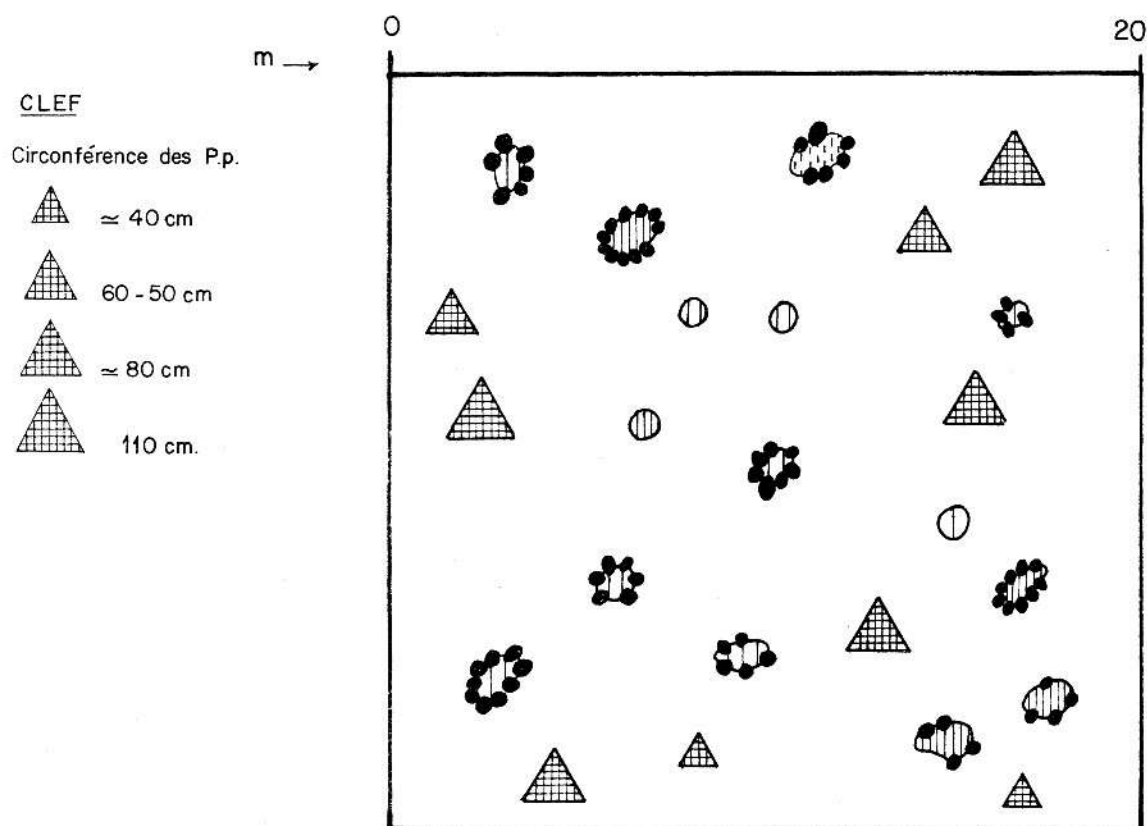 0 20
m →
CLEF
Circonférence des P.p.
≃ 40 cm
60 - 50 cm
≃ 80 cm
110 cm.